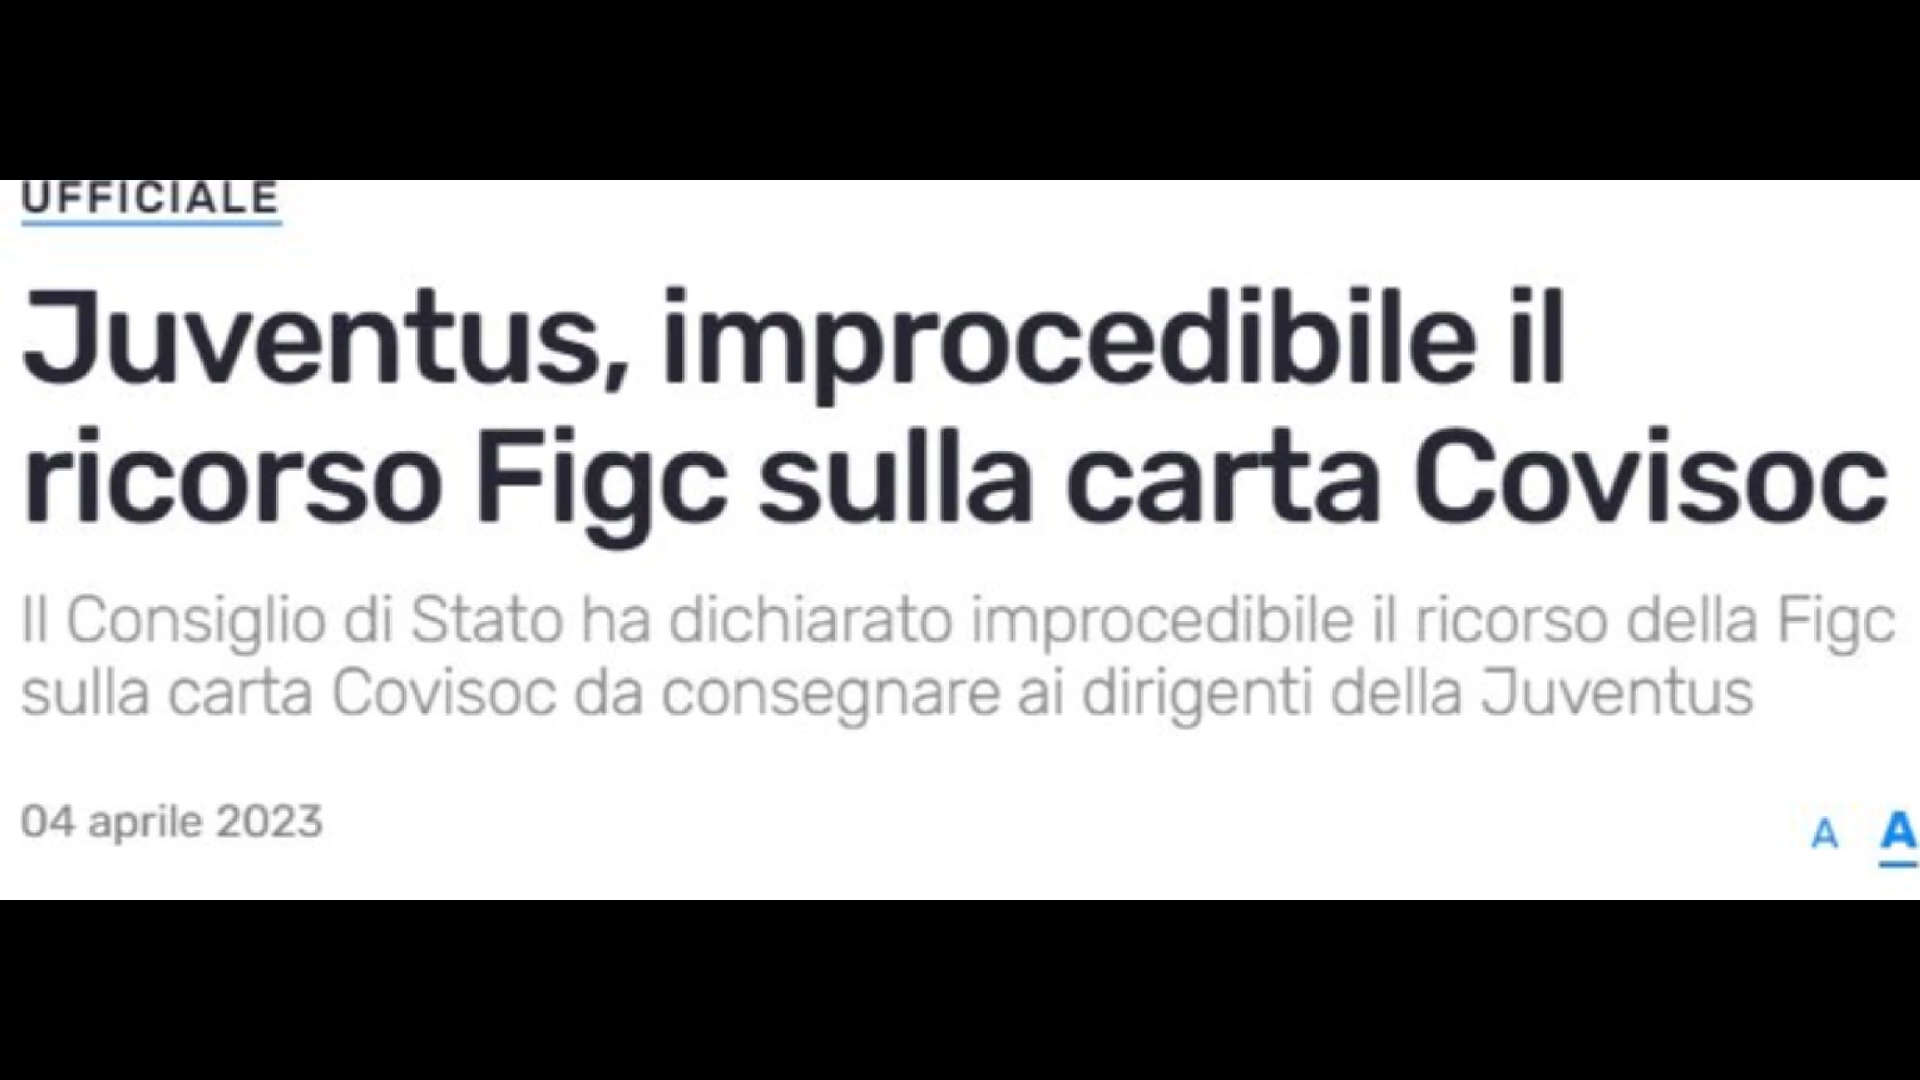 UFFICIALE
Juventus, improcedibile il
ricorso Figc sulla carta Covisoc
Il Consiglio di Stato ha dichiarato improcedibile il ricorso della Figc
sulla carta Covisoc da consegnare ai dirigenti della Juventus
04 aprile 2023
A A